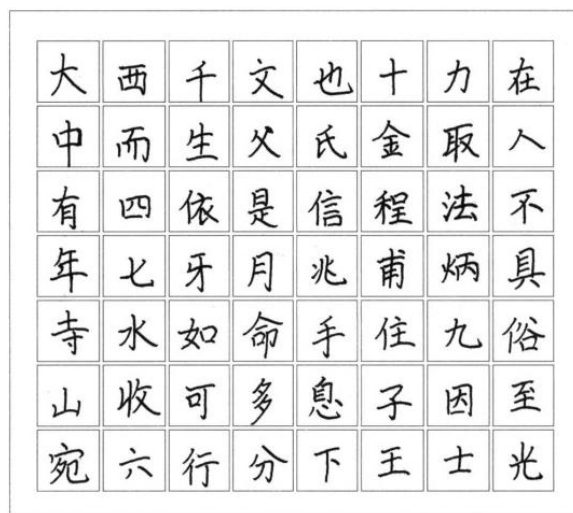 大西千文也十力在
中而生父氏金取人
有四依是信程法不
年七牙月兆甫炳具
寺水如命手住九俗
山收可多息子因至
宛六行分下王士光